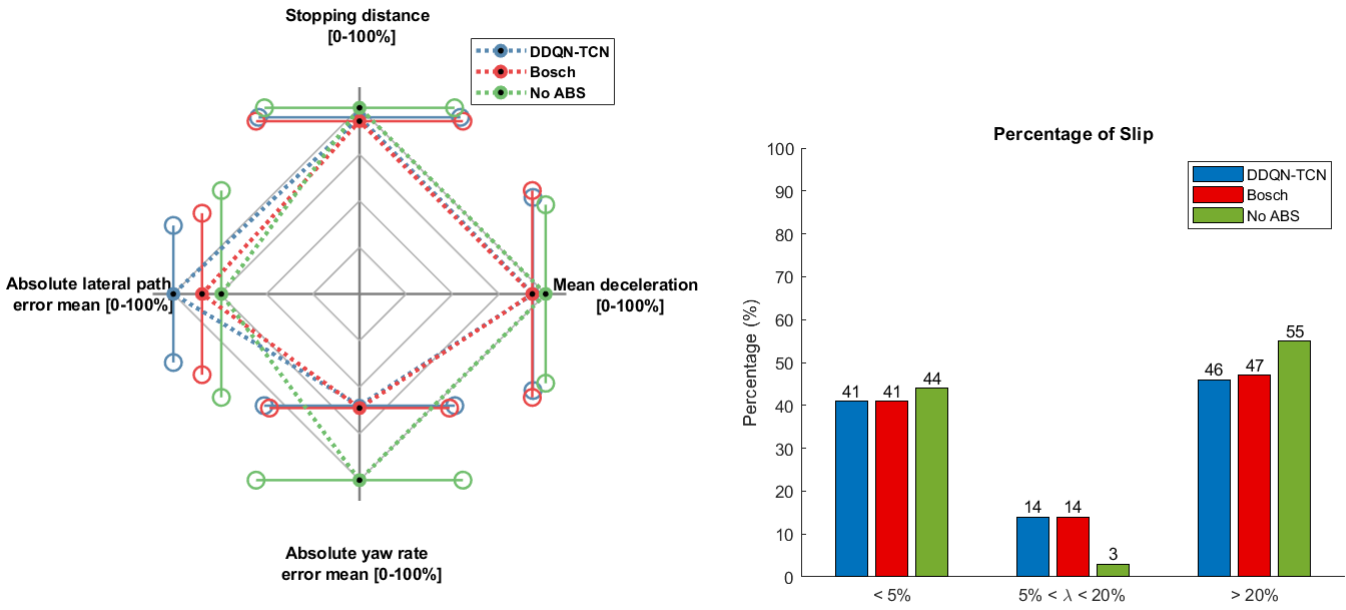 Stopping distance
[0-100%]
DDQN-TCN
Bosch
No ABS
Absolute lateral path
error mean [0-100%]
Mean deceleration
[0-100%]
Absolute yaw rate
error mean [0-100%]
Percentage of Slip
DDQN-TCN
Bosch
No ABS
Percentage (%)
100
90
80
70
60
50
40
30
20
10
0
41
41
44
14
14
3
46
47
55
< 5%
5% < λ < 20%
> 20%